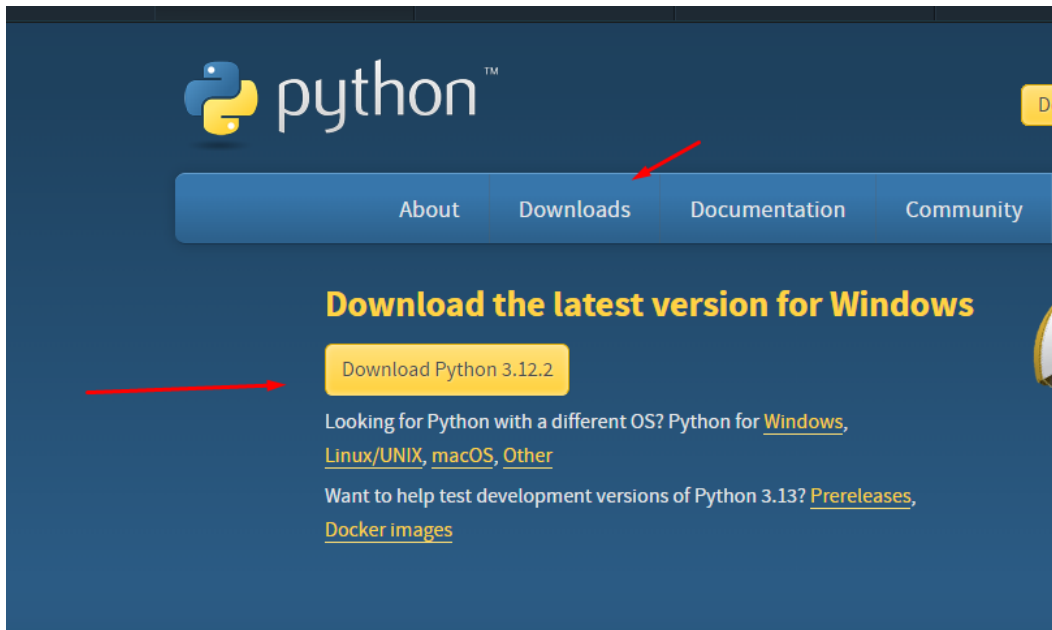 python™
About Downloads Documentation Community
Download the latest version for Windows
Download Python 3.12.2
Looking for Python with a different OS? Python for Windows,
Linux/UNIX, macOS, Other
Want to help test development versions of Python 3.13? Prereleases,
Docker images